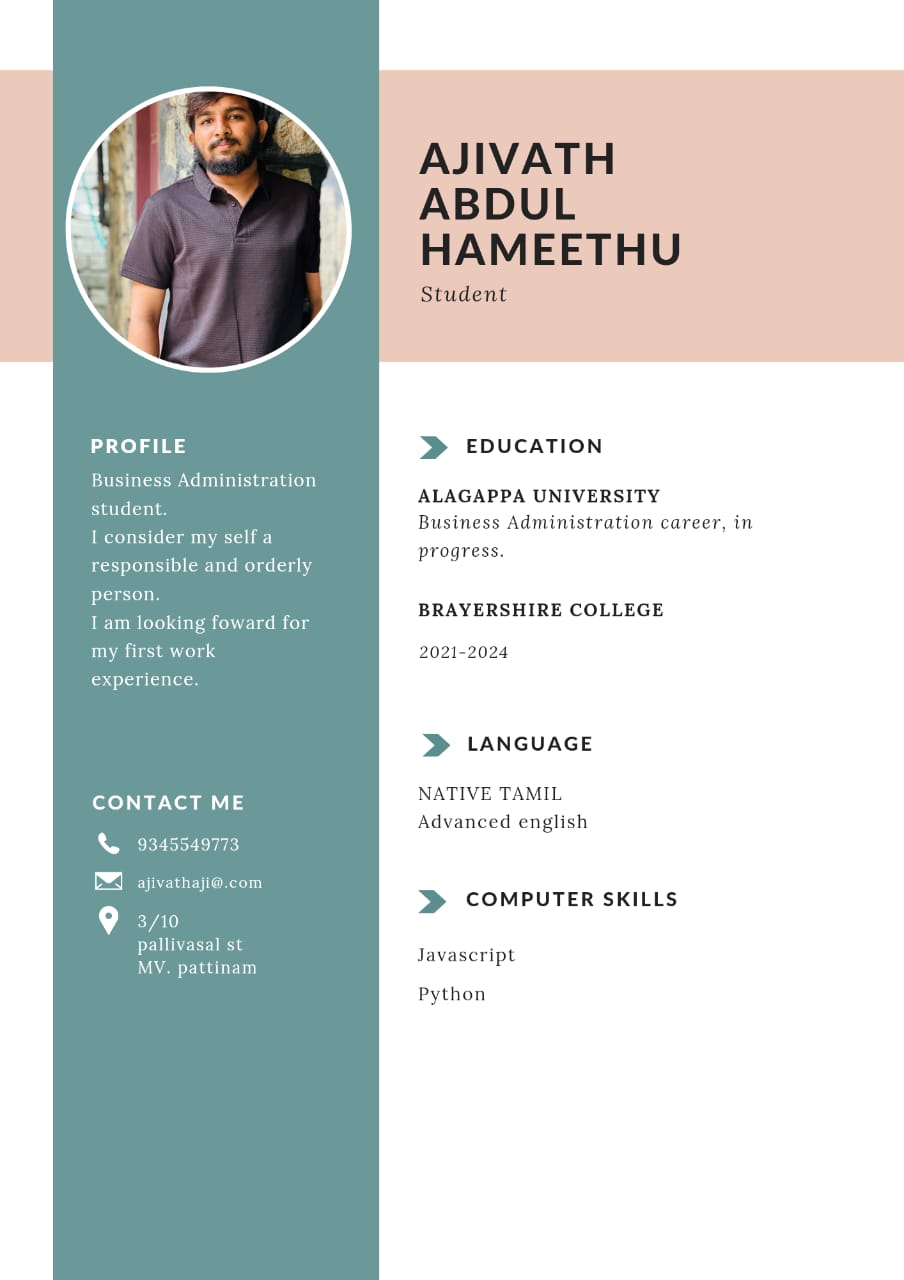 AJIVATH
ABDUL
HAMEETHU
Student
PROFILE
Business Administration
student.
I consider my self a
responsible and orderly
person.
I am looking foward for
my first work
experience.
CONTACT ME
9345549773
ajivathaji@.com
3/10
pallivasal st
MV. pattinam
EDUCATION
ALAGAPPA UNIVERSITY
Business Administration career, in
progress.
BRAYERSHIRE COLLEGE
2021-2024
LANGUAGE
NATIVE TAMIL
Advanced english
COMPUTER SKILLS
Javascript
Python